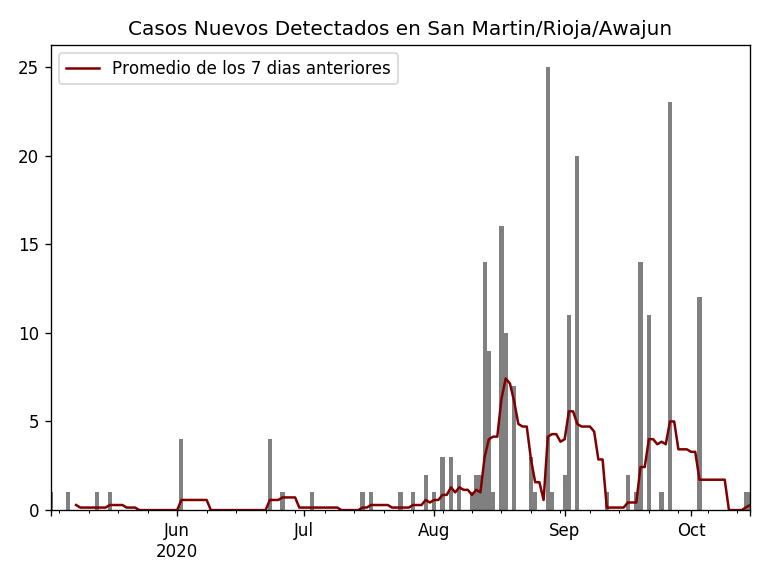 Casos Nuevos Detectados en San Martin/Rioja/Awajun
Promedio de los 7 dias anteriores
25
20
15
10
5
0
Jun Jul Aug Sep Oct
2020